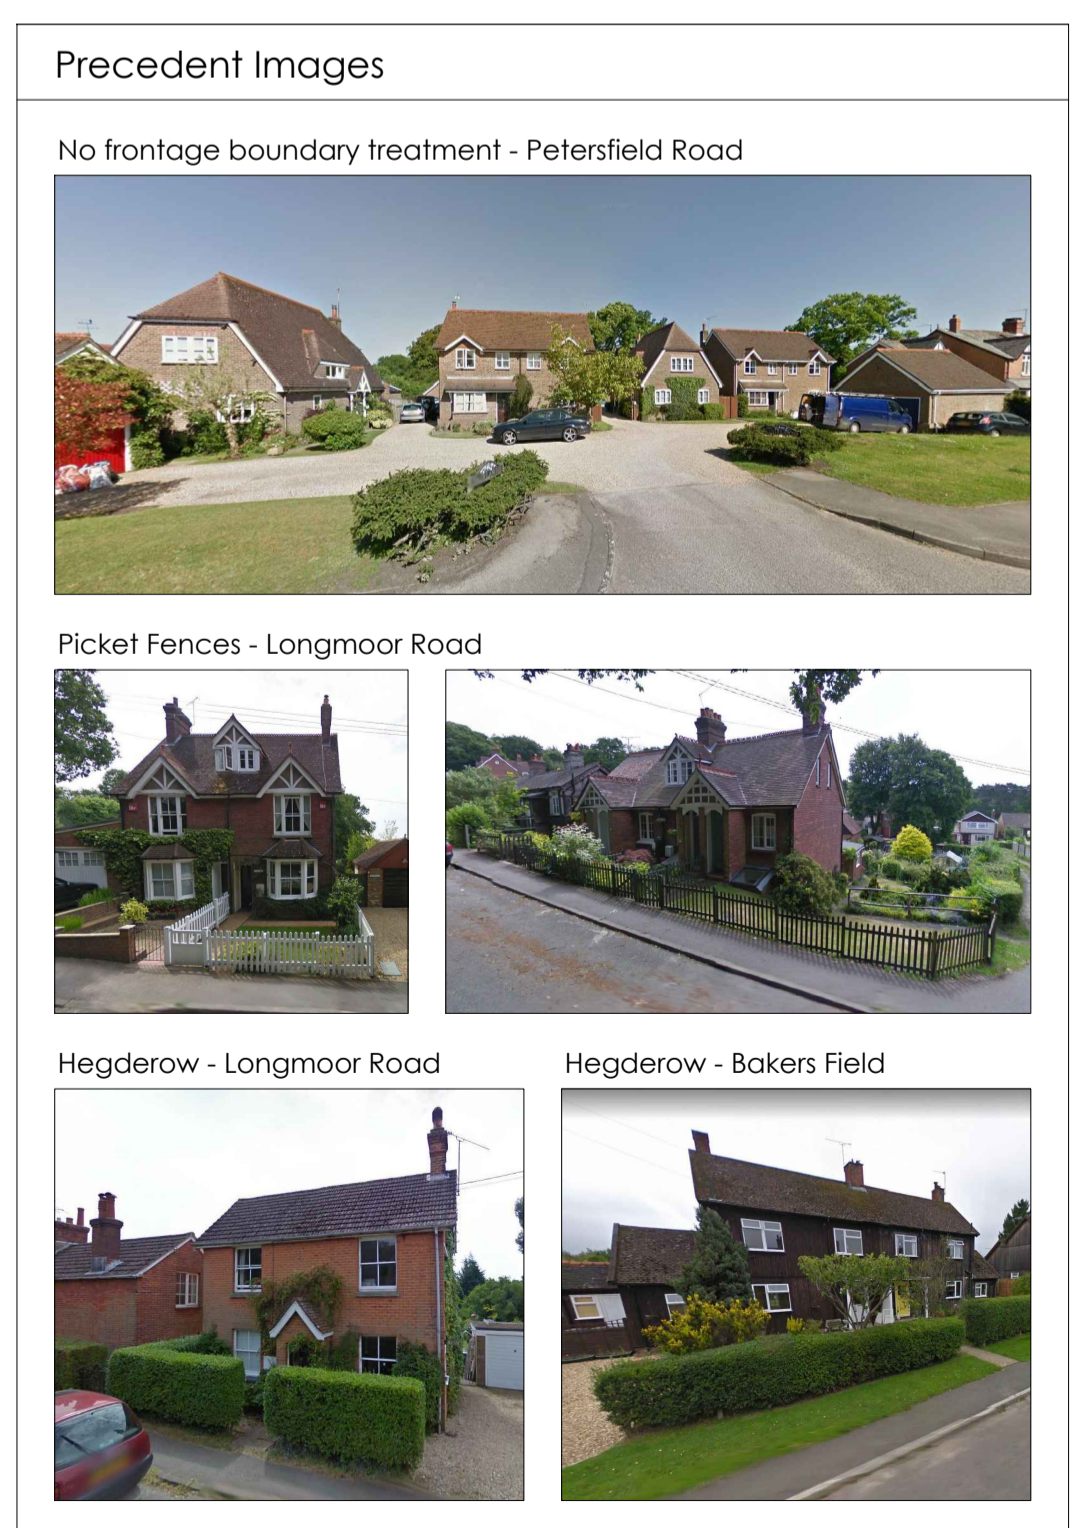 Precedent Images
No frontage boundary treatment - Petersfield Road
Picket Fences - Longmoor Road
Hegderow - Longmoor Road
Hegderow - Bakers Field